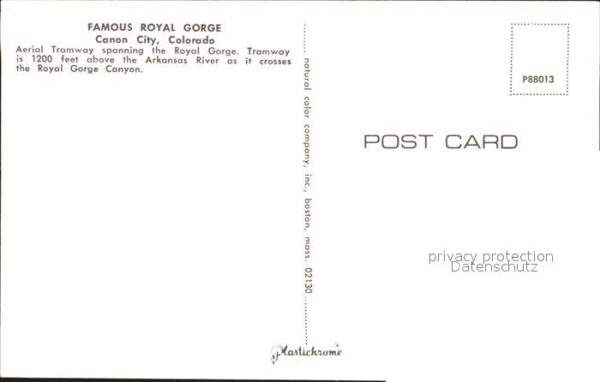 FAMOUS ROYAL GORGE
Canon City, Colorado
Aerial Tramway spanning the Royal Gorge. Tramway
is 1200 feet above the Arkansas River as it crosses
the Royal Gorge Canyon.
natural color company, inc., boston, mass. 02130
P88013
POST CARD
privacy protection
Datenschutz
Plastichrome